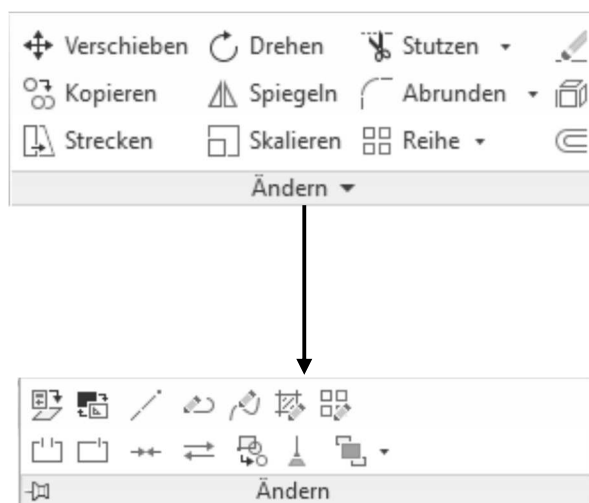 Verschieben Drehen Stutzen
Kopieren Spiegeln Abrunden
Strecken Skalieren Reihe
Ändern
Ändern